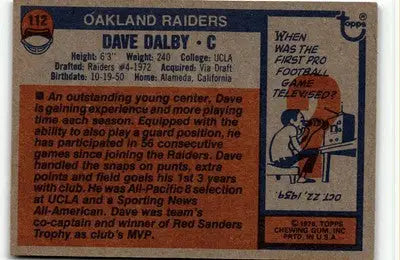 112
OAKLAND RAIDERS
DAVE DALBY • C
Height: 6'3" Weight: 240 College: UCLA
Drafted: Raiders #4-1972 Acquired: Via Draft
Birthdate: 10-19-50 Home: Alameda, California
■ An outstanding young center, Dave
is gaining experience and more playing
time each season. Equipped with the
ability to also play a guard position, he
has participated in 56 consecutive
games since joining the Raiders. Dave
handled the snaps on punts, extra
points and field goals his 1st 3 years
with club. He was All-Pacific 8 selection
at UCLA and a Sporting News
All-American. Dave was team's
co-captain and winner of Red Sanders
Trophy as club's MVP.
topps
WHEN
WAS THE
FIRST PRO
FOOTBALL
GAME
TELEVISED?
OCT. 22, 1939
© 1976, TOPPS
CHEWING GUM, INC.
PRTD. IN U.S.A.